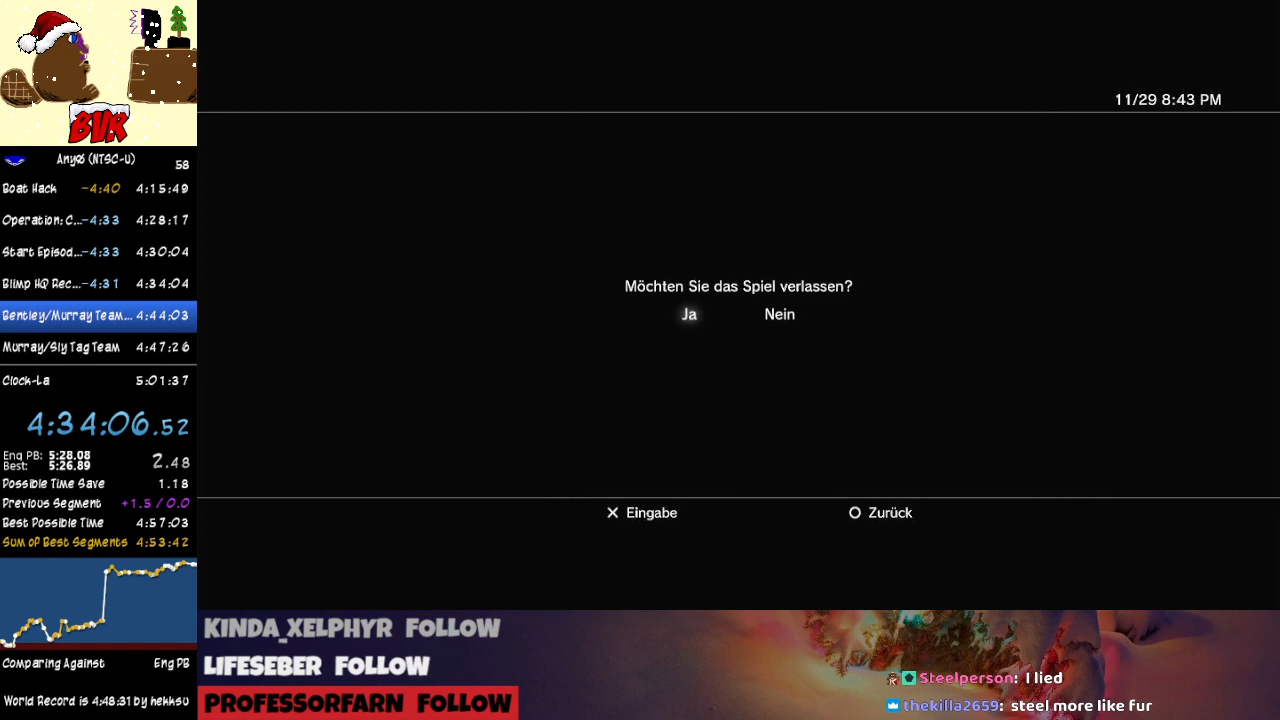 BVR
Any% (NTSC-U)
58
Boat Hack -4:40 4:15:49
Operation: C... -4:33 4:28:17
Start Episod... -4:33 4:30:04
Blimp HQ Rec... -4:31 4:34:04
Bentley/Murray Team... 4:44:03
Murray/Sly Tag Team 4:47:26
Clock-La 5:01:37
4:34:06.52
Eng PB: 5:28.08
Best: 5:26.89
2.48
Possible Time Save 1.18
Previous Segment +1.5 / 0.0
Best Possible Time 4:57:03
Sum of Best Segments 4:53:42
Comparing Against Eng PB
World Record is 4:48:31 by hekksu
11/29 8:43 PM
Möchten Sie das Spiel verlassen?
Ja Nein
Eingabe Zurück
KINDA_XELPHYR FOLLOW
LIFESEBER FOLLOW
PROFESSORFARN FOLLOW
Steelperson: I lied
thekilla2659: steel more like fur